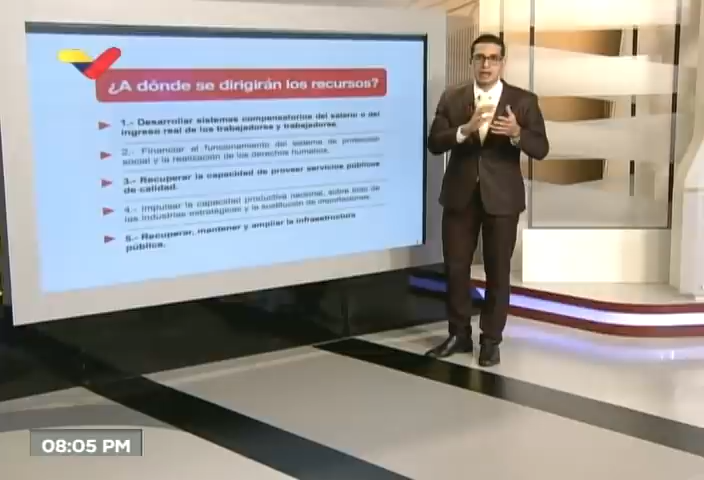 ¿A dónde se dirigirán los recursos?
1.- Desarrollar sistemas compensatorios del salario o del
ingreso real de los trabajadores y trabajadoras
2.- Financiar el funcionamiento del sistema de protección
social y la realización de los derechos humanos.
3.- Recuperar la capacidad de proveer servicios públicos
de calidad.
4.- Impulsar la capacidad productiva nacional, sobre todo de
las industrias estratégicas y la sustitución de importaciones.
5.- Recuperar, mantener y ampliar la infraestructura
pública.
08:05 PM